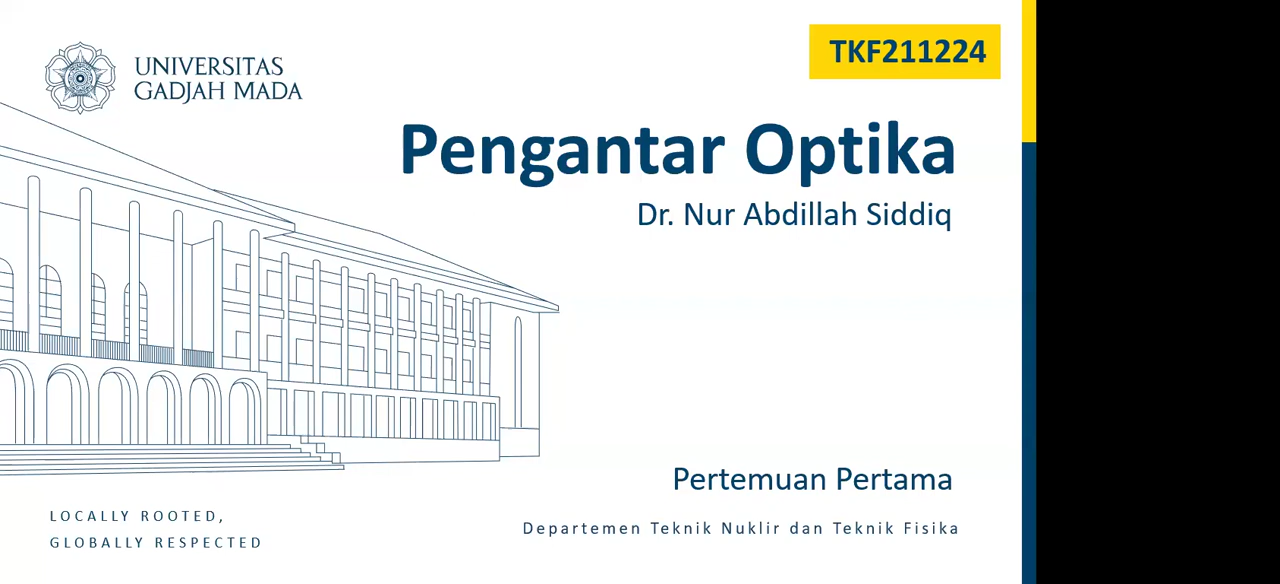 UNIVERSITAS
GADJAH MADA
TKF211224
Pengantar Optika
Dr. Nur Abdillah Siddiq
Pertemuan Pertama
Departemen Teknik Nuklir dan Teknik Fisika
LOCALLY ROOTED,
GLOBALLY RESPECTED